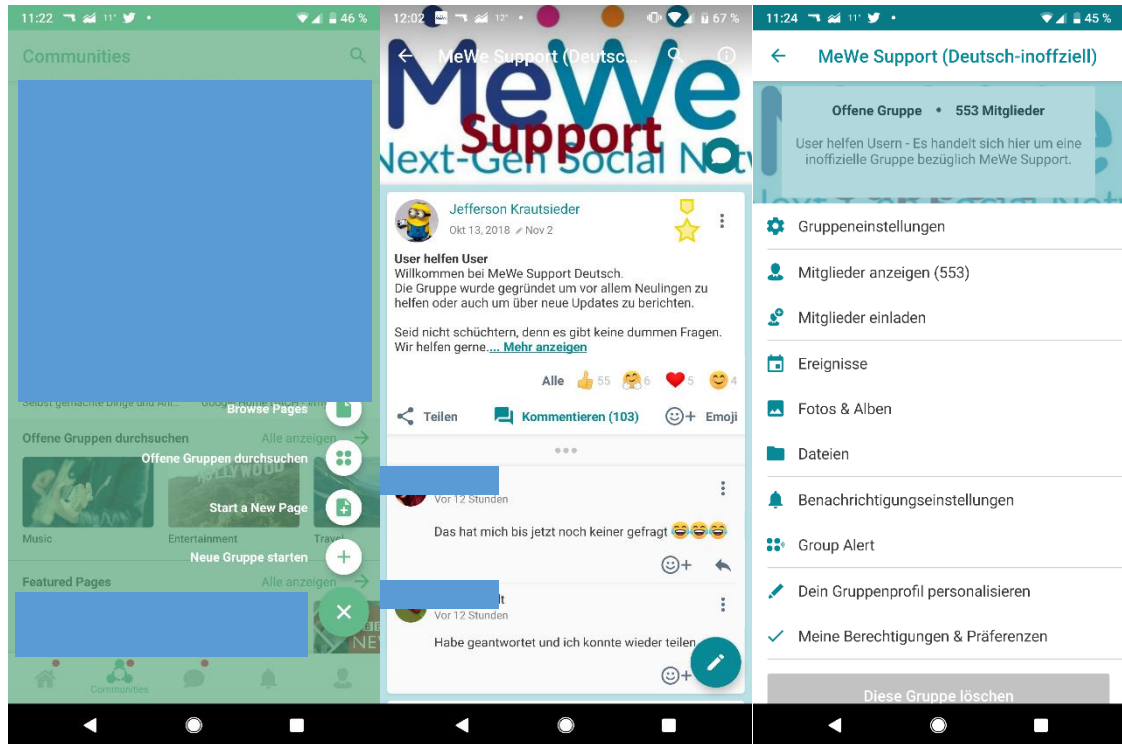 11:22 11° 46 %
Communities
Browse Pages
Offene Gruppen durchsuchen
Alle anzeigen
Offene Gruppen durchsuchen
HOLLYWOOD
Start a New Page
Music
Entertainment
Travel
Neue Gruppe starten
Featured Pages
Alle anzeigen
NE
Communities
12:02 12° 67 %
MeWe Support (Deutsc...
MeWe
Support
Next-Gen Social Netw
Jefferson Krautsieder
Okt 13, 2018 Nov 2
User helfen User
Willkommen bei MeWe Support Deutsch.
Die Gruppe wurde gegründet um vor allem Neulingen zu
helfen oder auch um über neue Updates zu berichten.
Seid nicht schüchtern, denn es gibt keine dummen Fragen.
Wir helfen gerne.... Mehr anzeigen
Alle 👍 55 🤗 6 ❤️ 5 😊 4
Teilen Kommentieren (103) Emoji
Vor 12 Stunden
Das hat mich bis jetzt noch keiner gefragt 😂😂😂
lt
Vor 12 Stunden
Habe geantwortet und ich konnte wieder teilen
11:24 11° 45 %
MeWe Support (Deutsch-inoffziell)
Offene Gruppe • 553 Mitglieder
User helfen Usern - Es handelt sich hier um eine
inoffizielle Gruppe bezüglich MeWe Support.
Gruppeneinstellungen
Mitglieder anzeigen (553)
Mitglieder einladen
Ereignisse
Fotos & Alben
Dateien
Benachrichtigungseinstellungen
Group Alert
Dein Gruppenprofil personalisieren
Meine Berechtigungen & Präferenzen
Diese Gruppe löschen